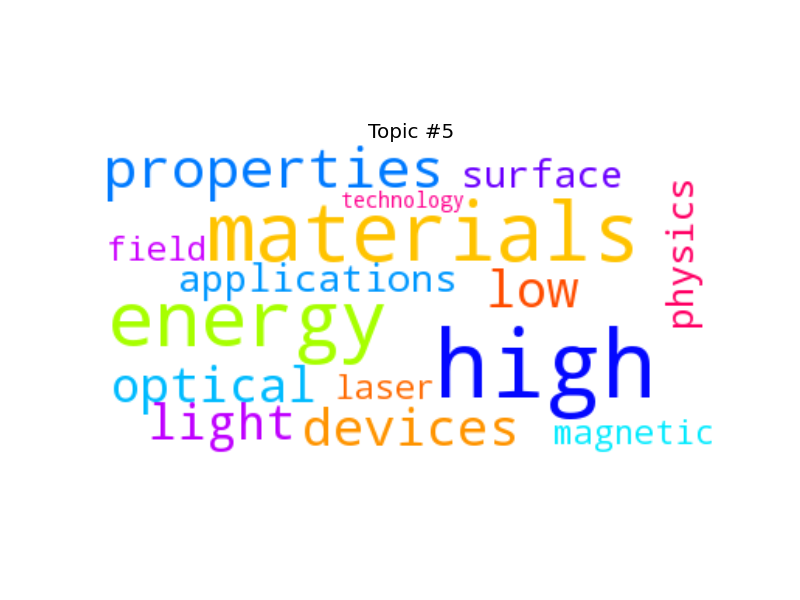 Topic #5
properties
surface
technology
physics
materials
field
applications
low
energy
high
optical
laser
light
devices
magnetic